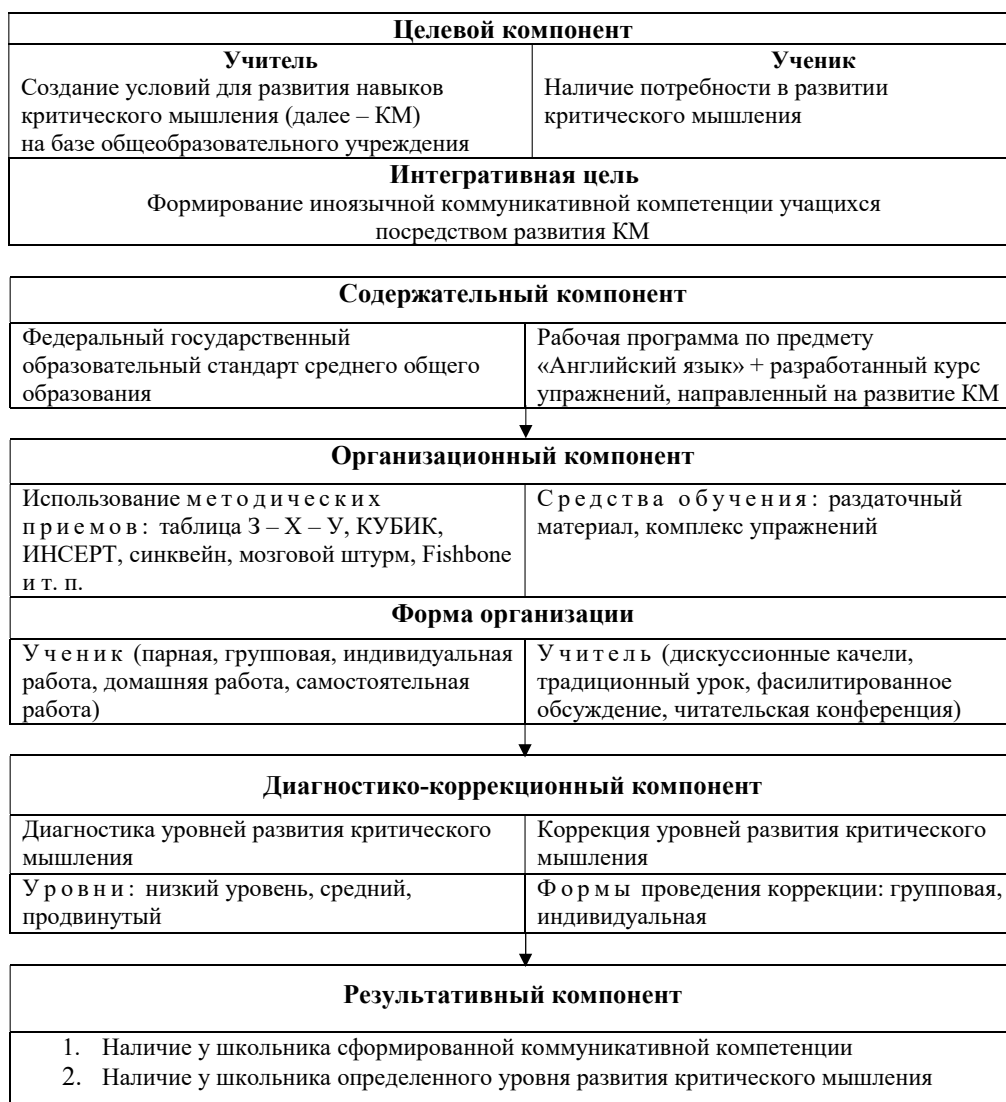 Целевой компонент
Учитель
Создание условий для развития навыков
критического мышления (далее – КМ)
на базе общеобразовательного учреждения
Ученик
Наличие потребности в развитии
критического мышления
Интегративная цель
Формирование иноязычной коммуникативной компетенции учащихся
посредством развития КМ
Содержательный компонент
Федеральный государственный
образовательный стандарт среднего общего
образования
Рабочая программа по предмету
«Английский язык» + разработанный курс
упражнений, направленный на развитие КМ
Организационный компонент
Использование методических
приемов: таблица З – Х – У, КУБИК,
ИНСЕРТ, синквейн, мозговой штурм, Fishbone
и т. п.
Средства обучения: раздаточный
материал, комплекс упражнений
Форма организации
Ученик (парная, групповая, индивидуальная
работа, домашняя работа, самостоятельная
работа)
Учитель (дискуссионные качели,
традиционный урок, фасилитированное
обсуждение, читательская конференция)
Диагностико-коррекционный компонент
Диагностика уровней развития критического
мышления
Коррекция уровней развития критического
мышления
Уровни: низкий уровень, средний,
продвинутый
Формы проведения коррекции: групповая,
индивидуальная
Результативный компонент
1. Наличие у школьника сформированной коммуникативной компетенции
2. Наличие у школьника определенного уровня развития критического мышления